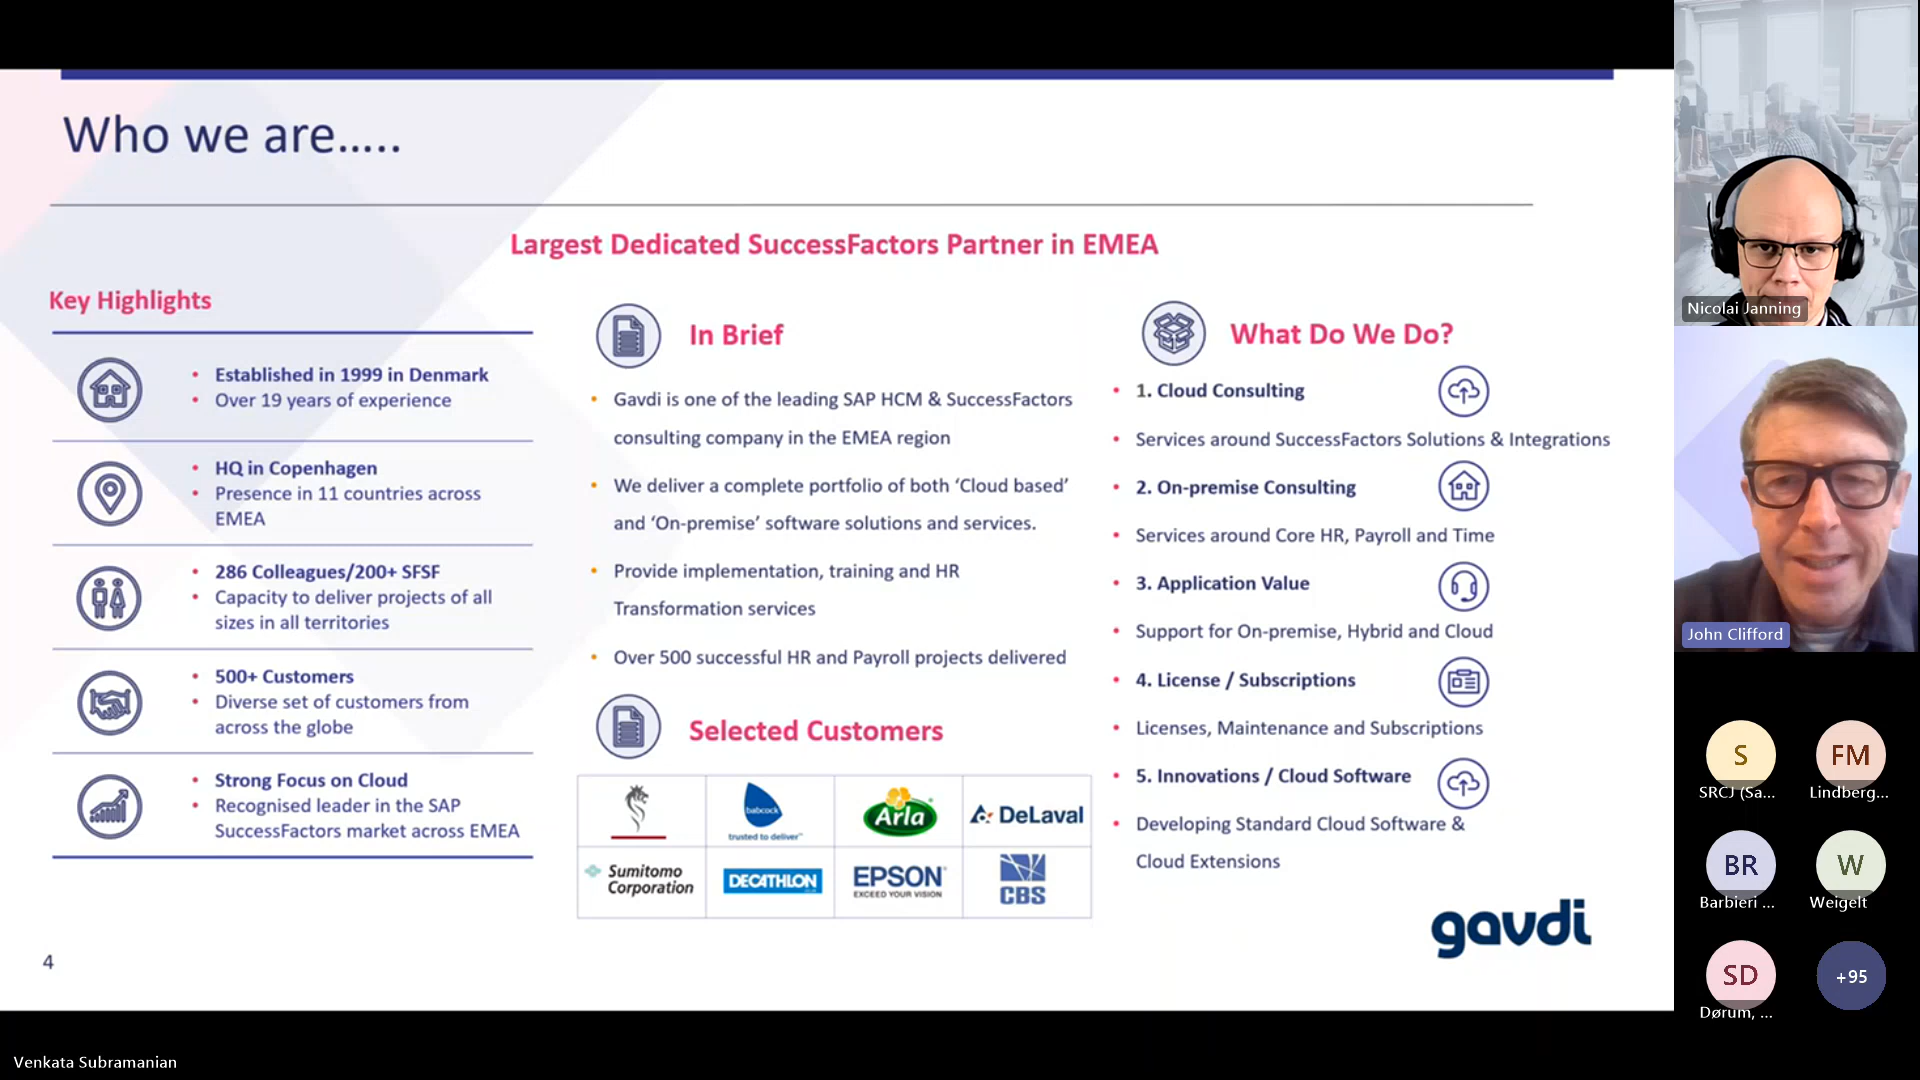 Who we are.....
Largest Dedicated SuccessFactors Partner in EMEA
Key Highlights
• Established in 1999 in Denmark
• Over 19 years of experience
• HQ in Copenhagen
• Presence in 11 countries across
EMEA
• 286 Colleagues/200+ SFSF
• Capacity to deliver projects of all
sizes in all territories
• 500+ Customers
• Diverse set of customers from
across the globe
• Strong Focus on Cloud
• Recognised leader in the SAP
SuccessFactors market across EMEA
In Brief
• Gavdi is one of the leading SAP HCM & SuccessFactors
consulting company in the EMEA region
• We deliver a complete portfolio of both ‘Cloud based’
and ‘On-premise’ software solutions and services.
• Provide implementation, training and HR
Transformation services
• Over 500 successful HR and Payroll projects delivered
Selected Customers
babcock
trusted to deliver™
Arla
DeLaval
Sumitomo
Corporation
DECATHLON
EPSON
EXCEED YOUR VISION
CBS
What Do We Do?
• 1. Cloud Consulting
• Services around SuccessFactors Solutions & Integrations
• 2. On-premise Consulting
• Services around Core HR, Payroll and Time
• 3. Application Value
• Support for On-premise, Hybrid and Cloud
• 4. License / Subscriptions
• Licenses, Maintenance and Subscriptions
• 5. Innovations / Cloud Software
• Developing Standard Cloud Software &
Cloud Extensions
gavdi
4
Venkata Subramanian
Nicolai Janning
John Clifford
S
SRCJ (Sa...
FM
Lindberg...
BR
Barbieri ...
W
Weigelt
SD
Dørum, ...
+95